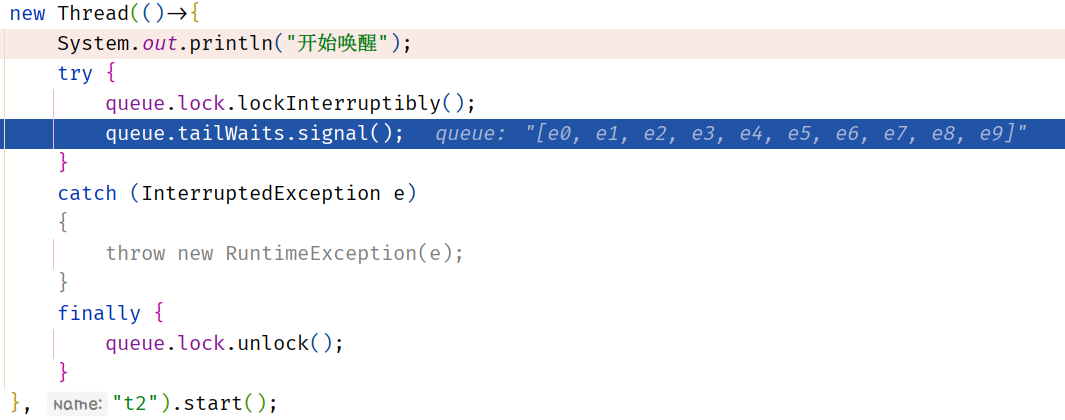 new Thread(()->{
System.out.println("开始唤醒");
try {
queue.lock.lockInterruptibly();
queue.tailWaits.signal(); queue: "[e0, e1, e2, e3, e4, e5, e6, e7, e8, e9]"
}
catch (InterruptedException e)
{
throw new RuntimeException(e);
}
finally {
queue.lock.unlock();
}
}, name: "t2").start();